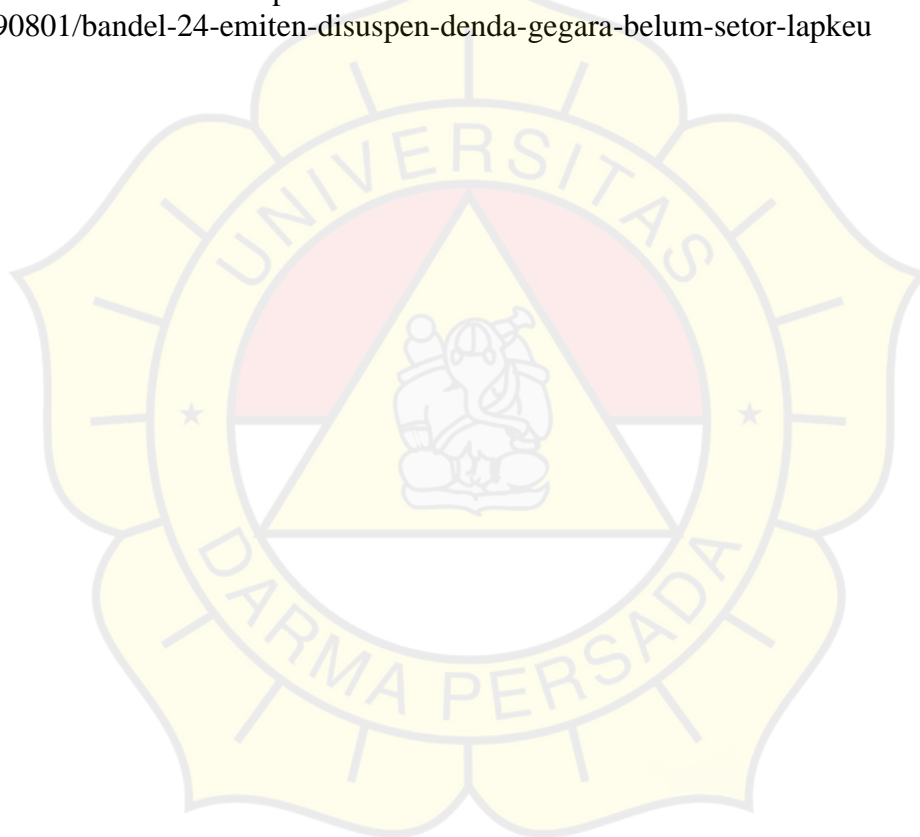 90801/bandel-24-emiten-disuspen-denda-gegara-belum-setor-lapkeu
UNIVERSITAS
DARMA PERSADA